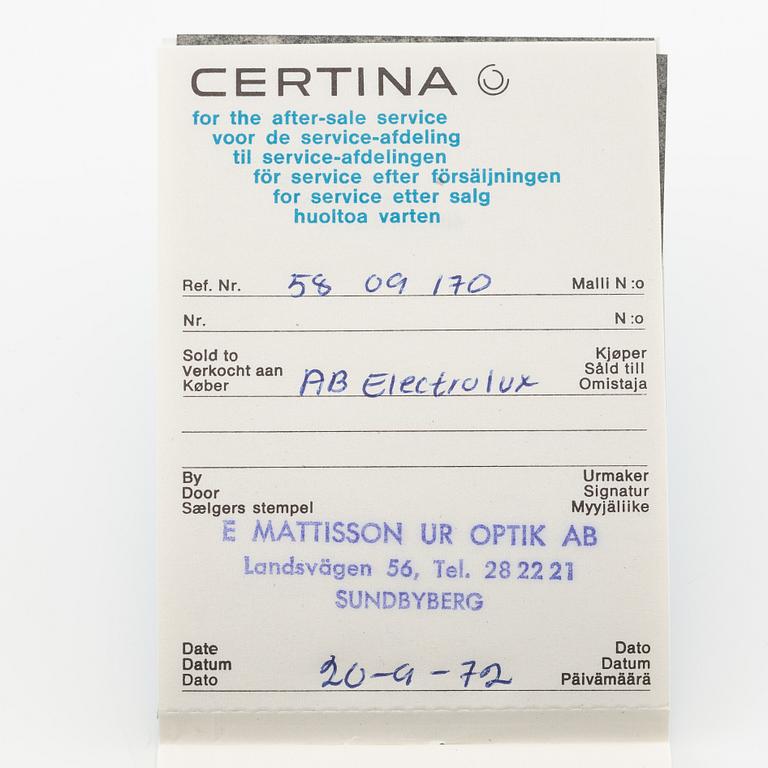 CERTINA
for the after-sale service
voor de service-afdeling
til service-afdelingen
för service efter försäljningen
for service etter salg
huoltoa varten
Ref. Nr. 58 09 170 Malli N:o
Nr. N:o
Sold to Kjøper
Verkocht aan Såld till
Køber AB Electrolux Omistaja
By Urmaker
Door Signatur
Sælgers stempel Myyjäliike
E MATTISSON UR OPTIK AB
Landsvägen 56, Tel. 28 22 21
SUNDBYBERG
Date Dato
Datum Datum
Dato 20-9-72 Päivämäärä